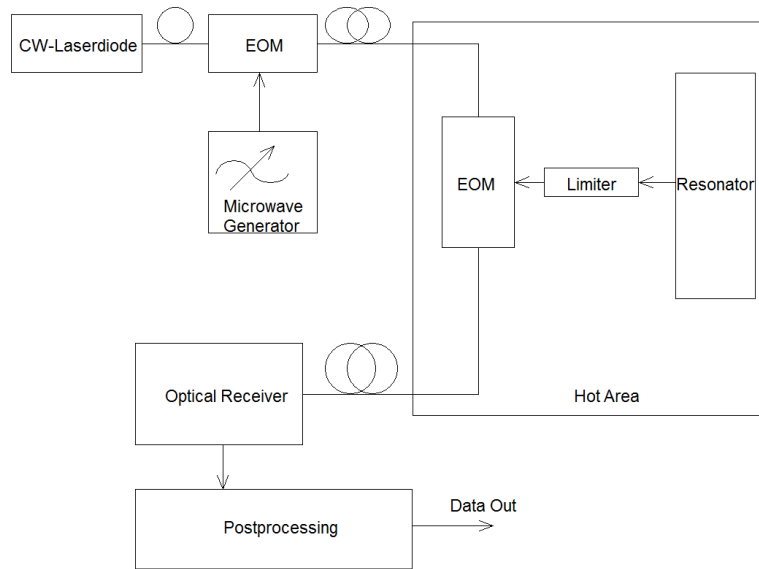 CW-Laserdiode
EOM
Microwave
Generator
EOM
Limiter
Resonator
Optical Receiver
Hot Area
Postprocessing
Data Out